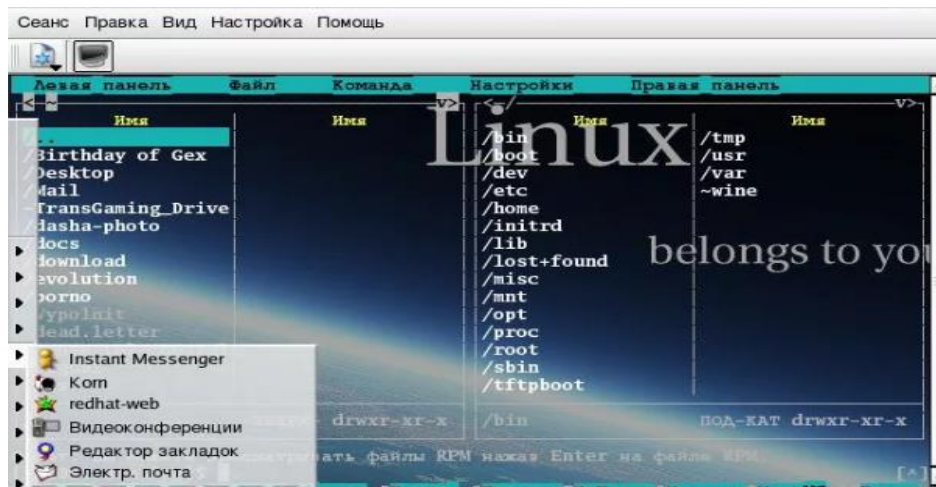 Сеанс Правка Вид Настройка Помощь
Левая панель Файл Команда Настройки Правая панель
<~ v> <-/ v>
Имя Имя Имя Имя
/..
/Birthday of Gex
/Desktop
/Mail
~TransGaming_Drive
/dasha-photo
/docs
/download
/evolution
/porno
dead.letter
/bin
/boot
/dev
/etc
/home
/initrd
/lib
/lost+found
/misc
/mnt
/opt
/proc
/root
/sbin
/tftpboot
/tmp
/usr
/var
~wine
Linux
belongs to you
Instant Messenger
Korn
redhat-web
Видеоконференции
Редактор закладок
Электр. почта
drwxr-xr-x
/bin ПОД-КАТ drwxr-xr-x
файлы RPM нажав Enter на файле RPM.
[^]